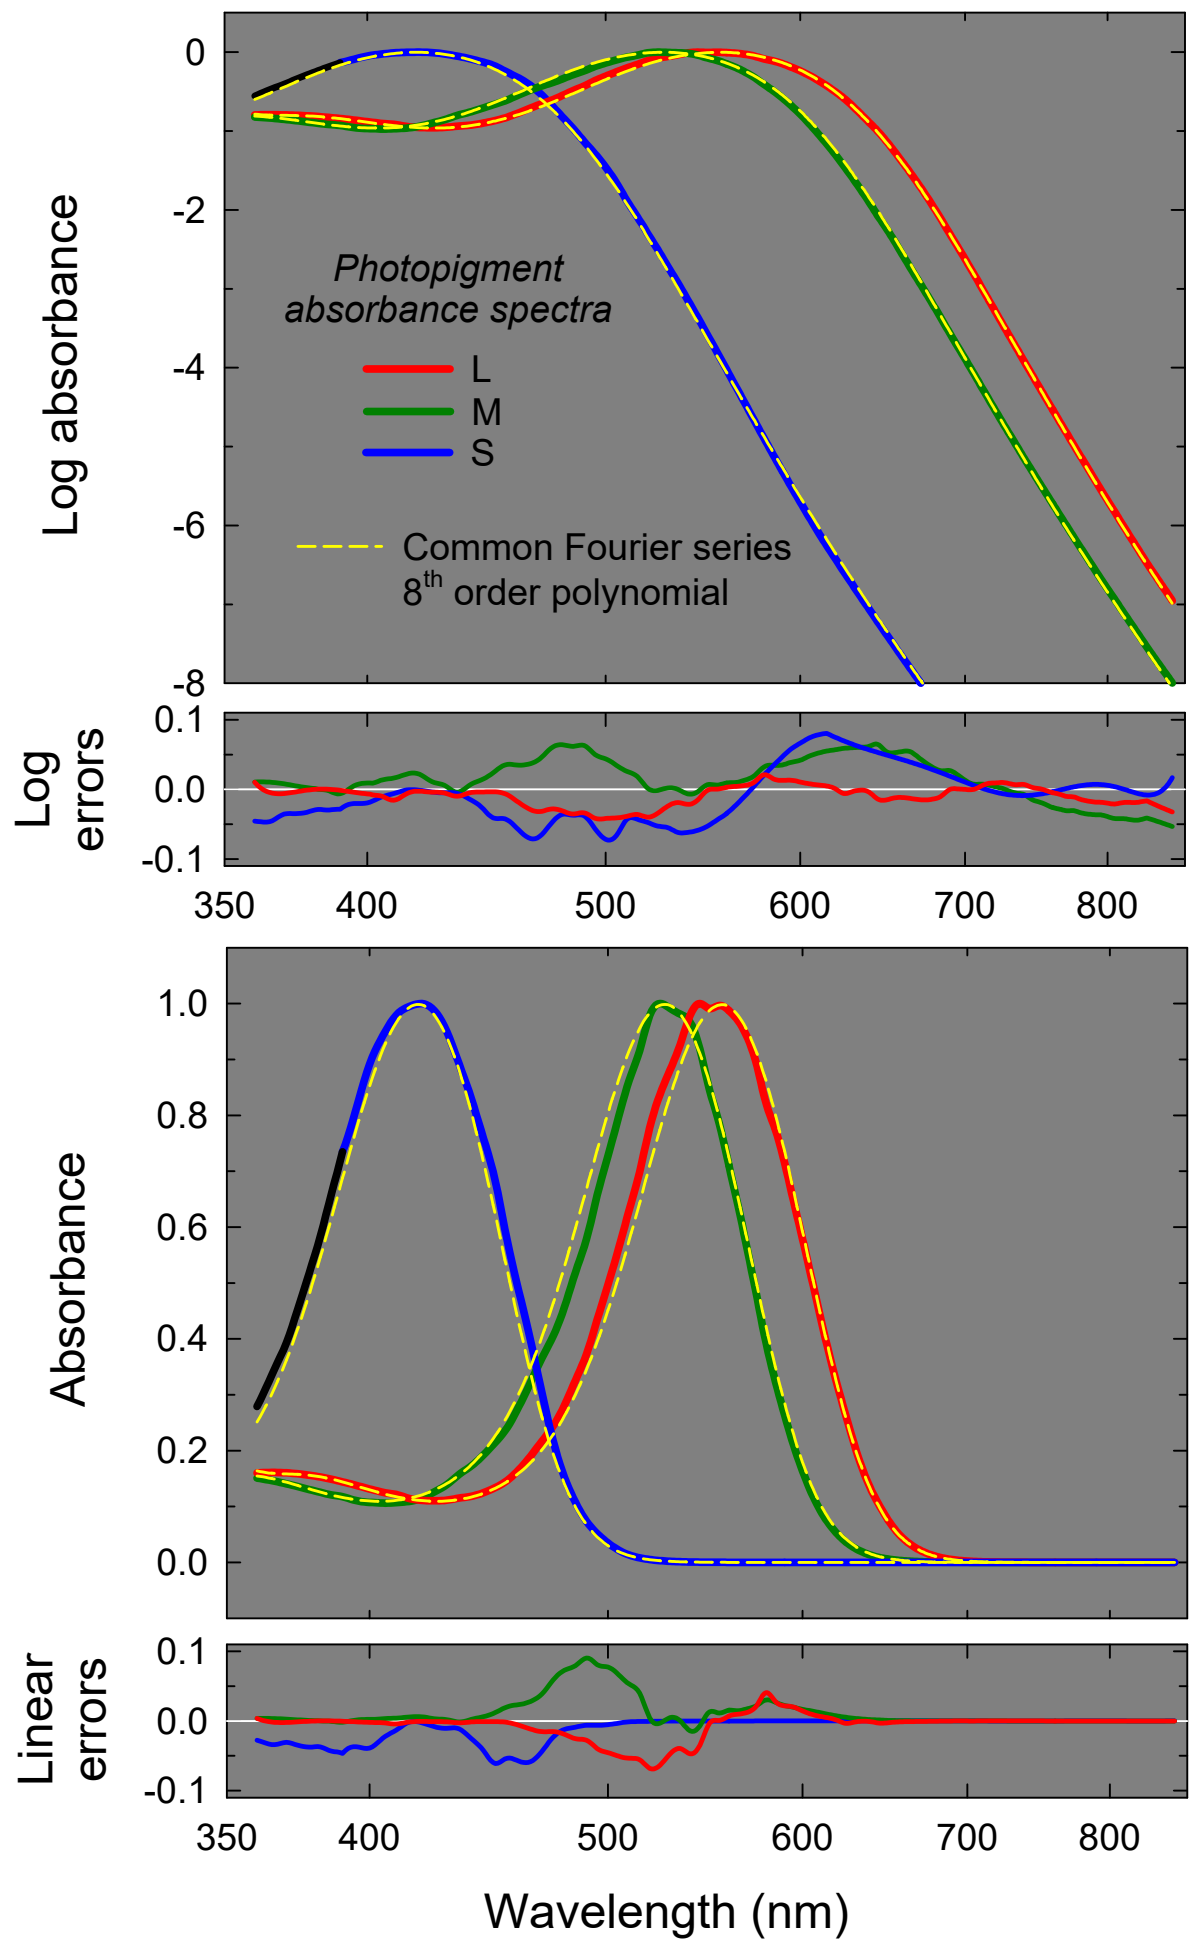 0
-2
-4
-6
-8
Log absorbance
Photopigment
absorbance spectra
L
M
S
Common Fourier series
8th order polynomial
0.1
0.0
-0.1
Log
errors
350 400 500 600 700 800
1.0
0.8
0.6
0.4
0.2
0.0
Absorbance
0.1
0.0
-0.1
Linear
errors
350 400 500 600 700 800
Wavelength (nm)